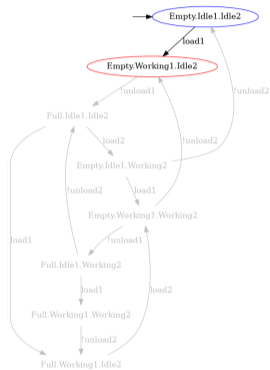 Empty.Idle1.Idle2
load1
Empty.Working1.Idle2
!unload1
!unload2
Full.Idle1.Idle2
load2
!unload2
Empty.Idle1.Working2
!unload2
load1
Empty.Working1.Working2
load1
!unload1
Full.Idle1.Working2
load1
load2
Full.Working1.Working2
!unload2
Full.Working1.Idle2